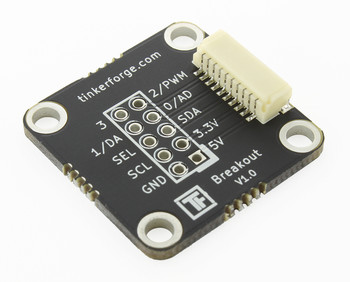 tinkerforge.com
3 2/PWM
1/DA 0/AD
SEL SDA
SCL 3.3V
GND 5V
TF Breakout
V1.0